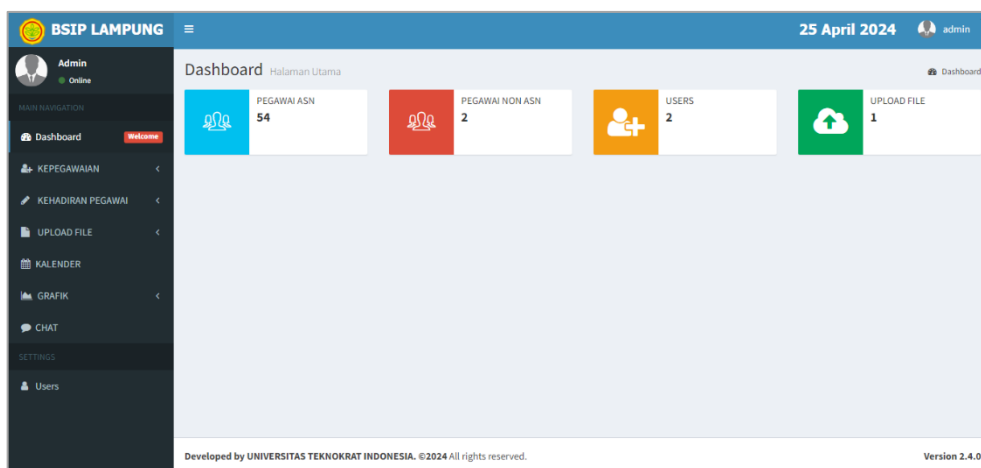 BSIP LAMPUNG
25 April 2024
admin
Admin
Online
MAIN NAVIGATION
Dashboard
Welcome
KEPEGAWAIAN
KEHADIRAN PEGAWAI
UPLOAD FILE
KALENDER
GRAFIK
CHAT
SETTINGS
Users
Dashboard Halaman Utama
Dashboard
PEGAWAI ASN
54
PEGAWAI NON ASN
2
USERS
2
UPLOAD FILE
1
Developed by UNIVERSITAS TEKNOKRAT INDONESIA. ©2024 All rights reserved.
Version 2.4.0